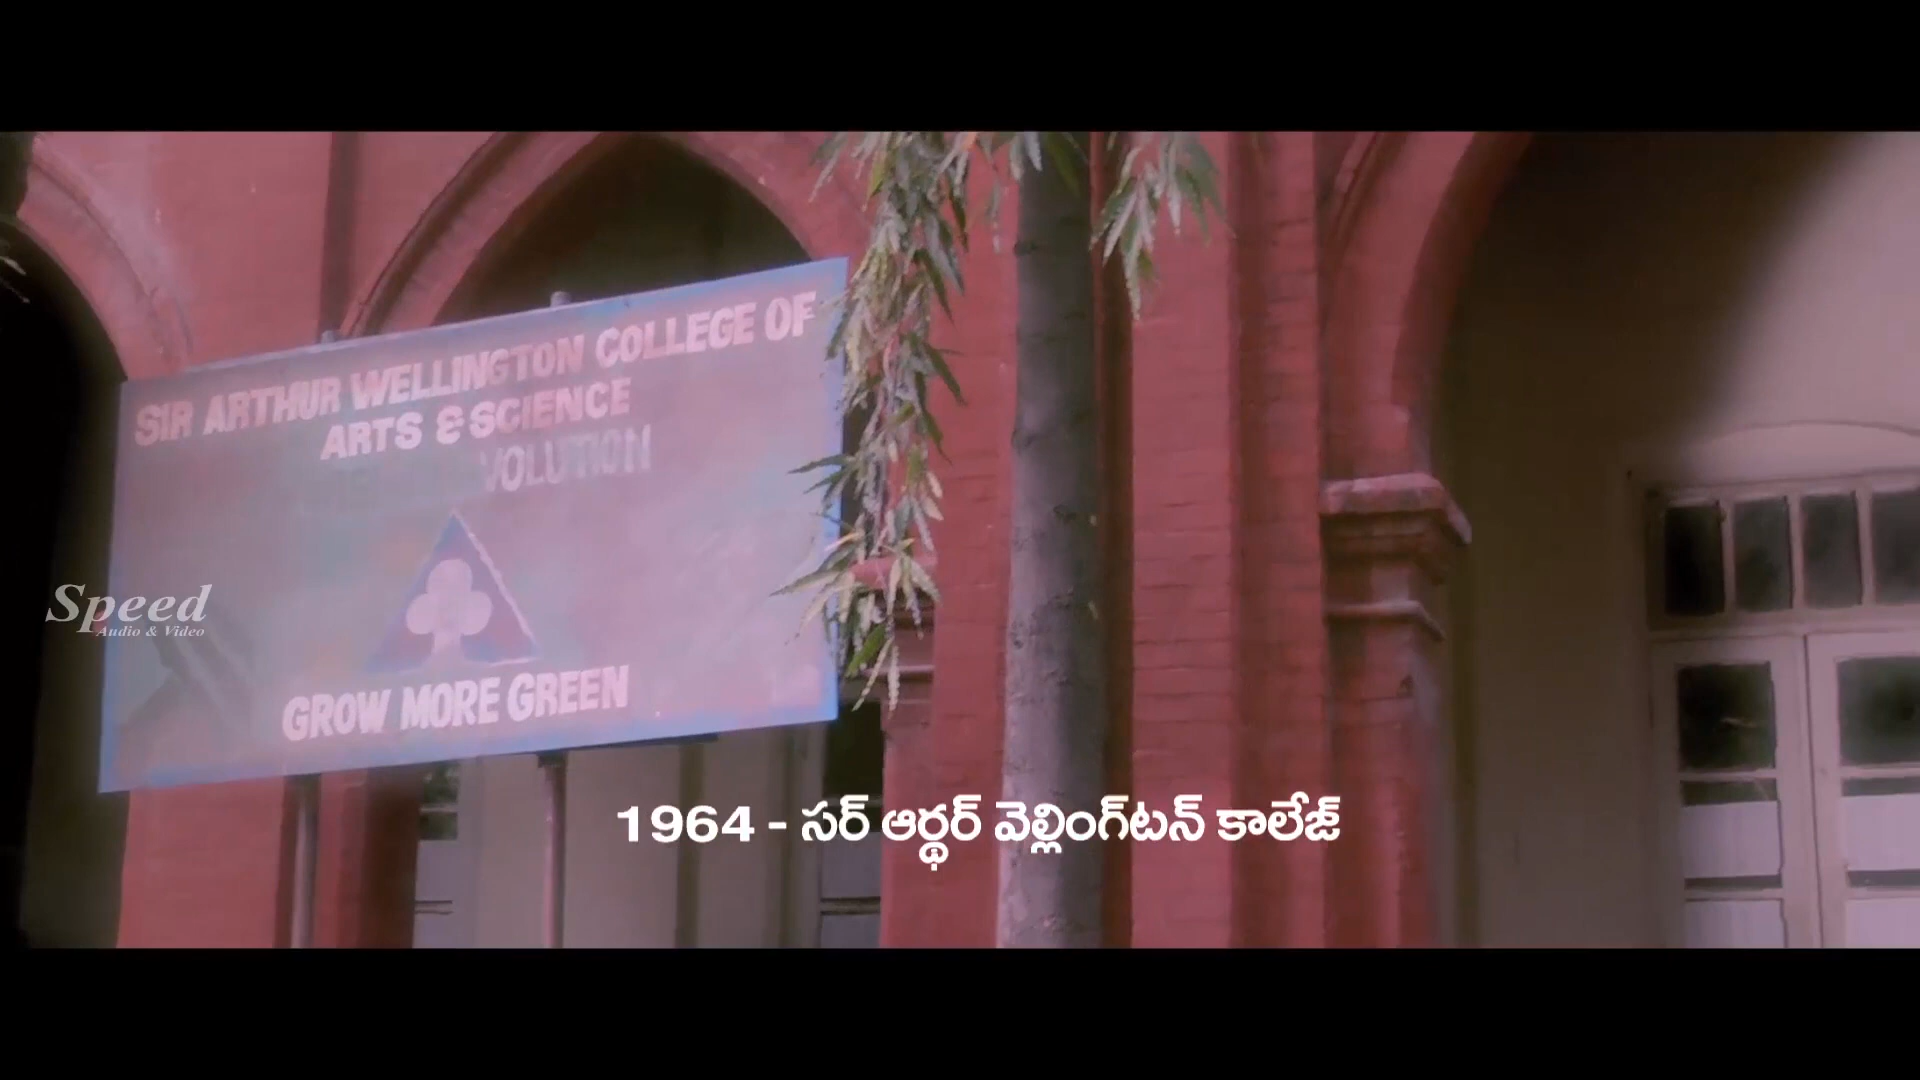 SIR ARTHUR WELLINGTON COLLEGE OF
ARTS & SCIENCE
VOLUTION
GROW MORE GREEN
Speed
Audio & Video
1964 - సర్ ఆర్థర్ వెల్లింగ్‌టన్ కాలేజ్